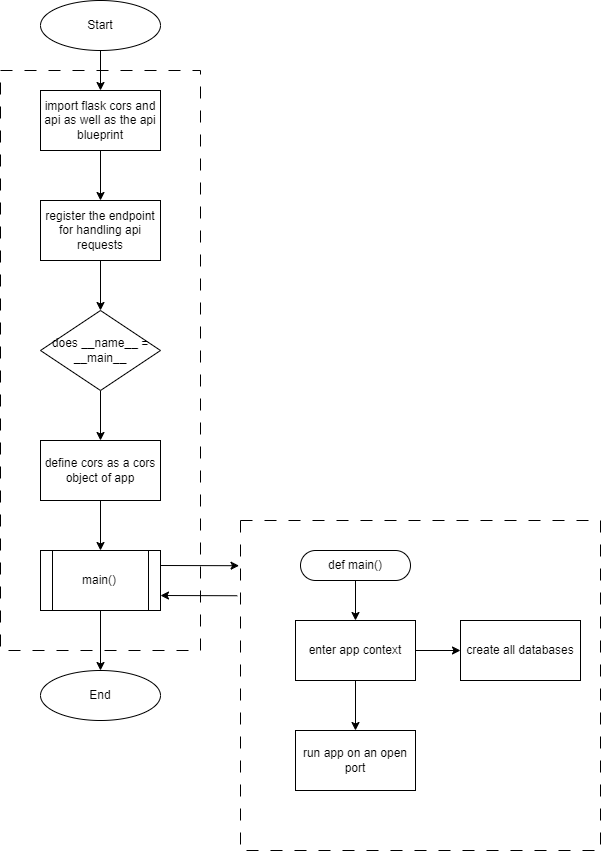 Start
import flask cors and
api as well as the api
blueprint
register the endpoint
for handling api
requests
does __name__ =
__main__
define cors as a cors
object of app
main()
End
def main()
enter app context
create all databases
run app on an open
port